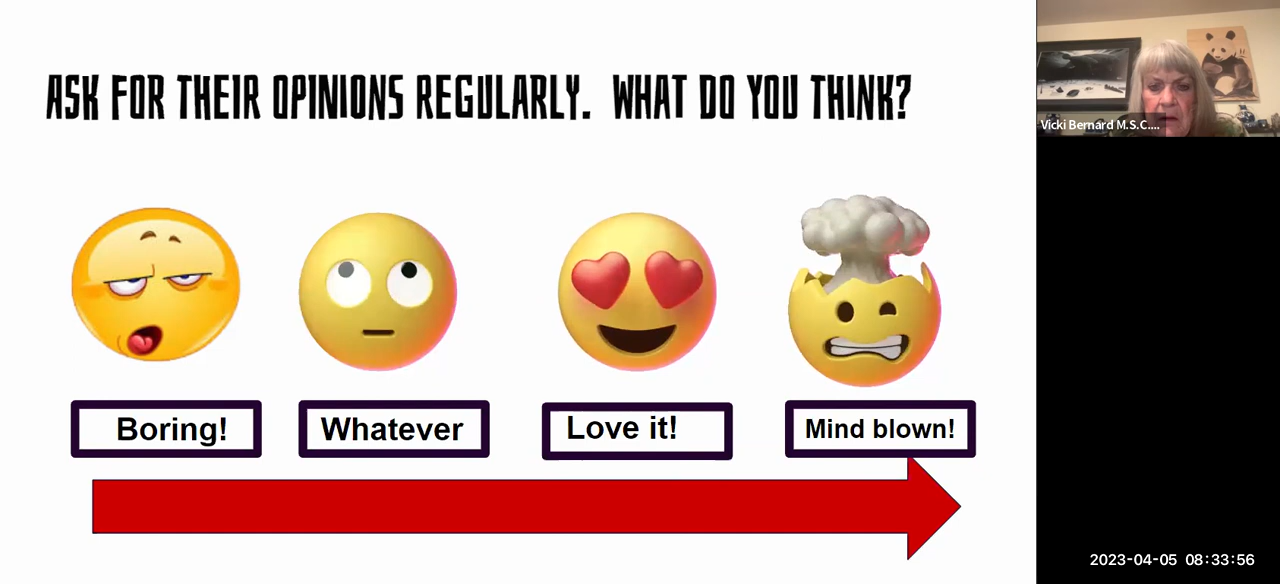 ASK FOR THEIR OPINIONS REGULARLY. WHAT DO YOU THINK?
Vicki Bernard M.S.C....
Boring!
Whatever
Love it!
Mind blown!
2023-04-05 08:33:56